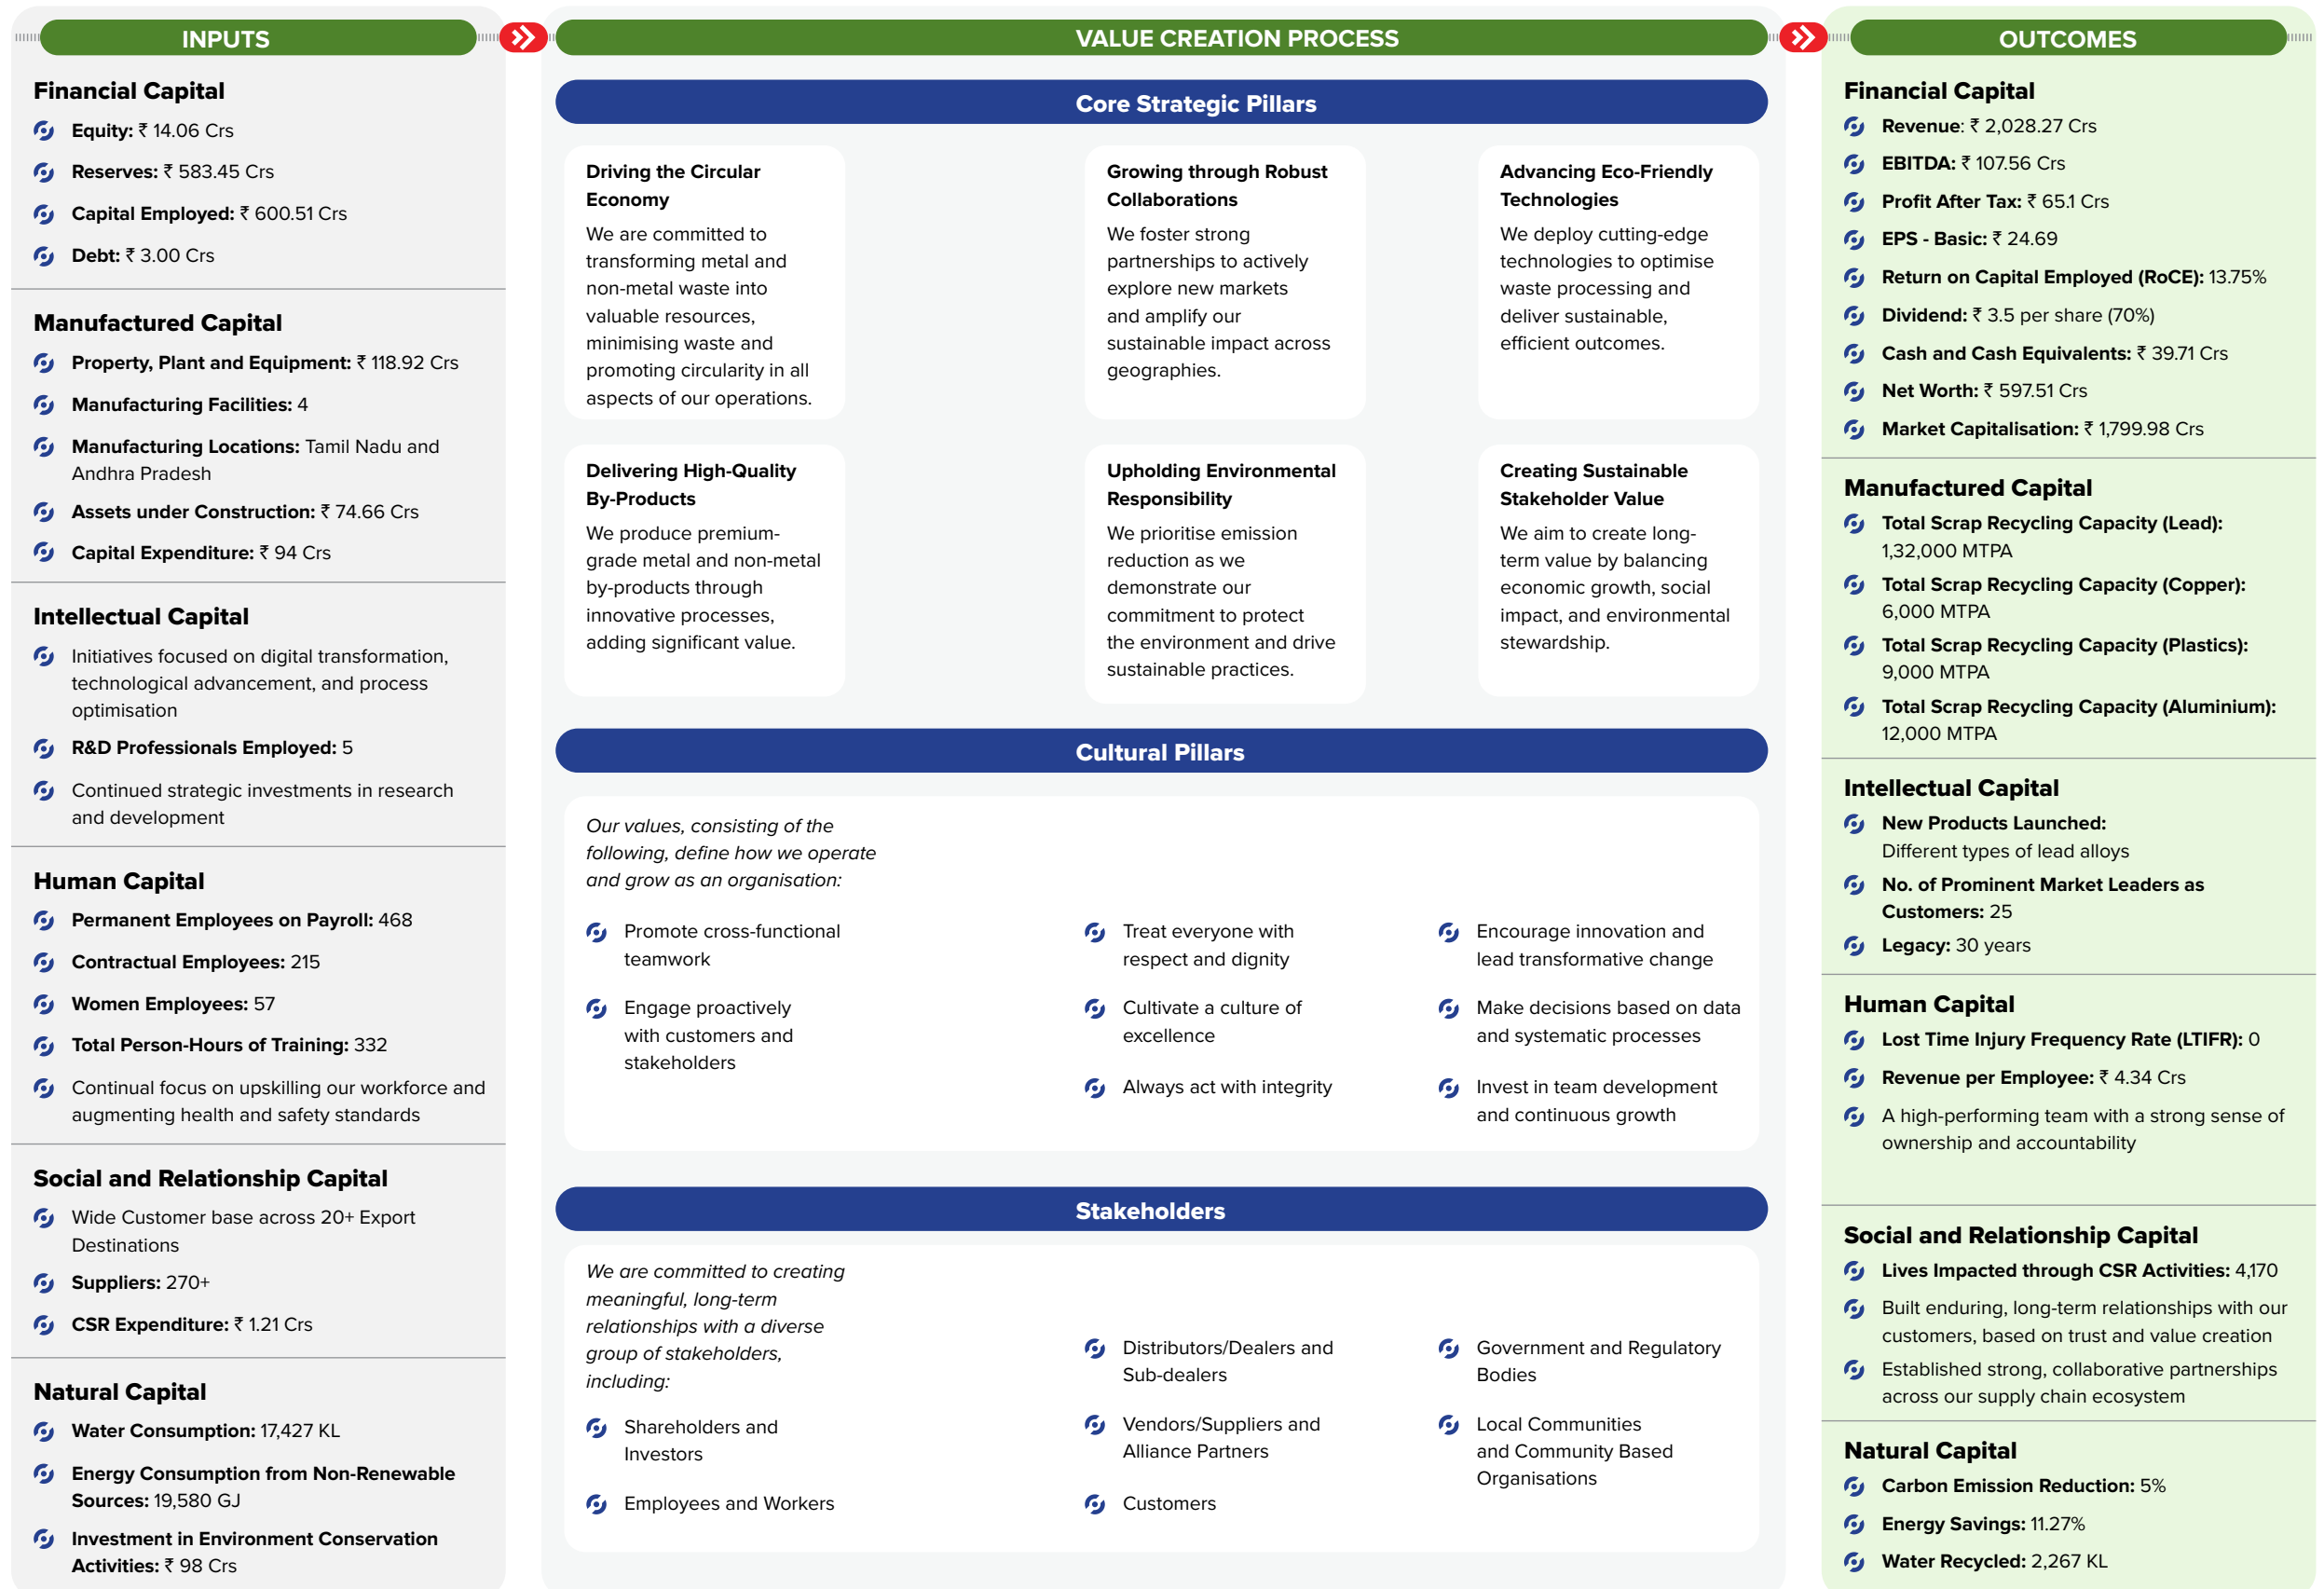 INPUTS
Financial Capital
Equity: ₹ 14.06 Crs
Reserves: ₹ 583.45 Crs
Capital Employed: ₹ 600.51 Crs
Debt: ₹ 3.00 Crs
Manufactured Capital
Property, Plant and Equipment: ₹ 118.92 Crs
Manufacturing Facilities: 4
Manufacturing Locations: Tamil Nadu and
Andhra Pradesh
Assets under Construction: ₹ 74.66 Crs
Capital Expenditure: ₹ 94 Crs
Intellectual Capital
Initiatives focused on digital transformation,
technological advancement, and process
optimisation
R&D Professionals Employed: 5
Continued strategic investments in research
and development
Human Capital
Permanent Employees on Payroll: 468
Contractual Employees: 215
Women Employees: 57
Total Person-Hours of Training: 332
Continual focus on upskilling our workforce and
augmenting health and safety standards
Social and Relationship Capital
Wide Customer base across 20+ Export
Destinations
Suppliers: 270+
CSR Expenditure: ₹ 1.21 Crs
Natural Capital
Water Consumption: 17,427 KL
Energy Consumption from Non-Renewable
Sources: 19,580 GJ
Investment in Environment Conservation
Activities: ₹ 98 Crs
VALUE CREATION PROCESS
Core Strategic Pillars
Driving the Circular
Economy
We are committed to
transforming metal and
non-metal waste into
valuable resources,
minimising waste and
promoting circularity in all
aspects of our operations.
Growing through Robust
Collaborations
We foster strong
partnerships to actively
explore new markets
and amplify our
sustainable impact across
geographies.
Advancing Eco-Friendly
Technologies
We deploy cutting-edge
technologies to optimise
waste processing and
deliver sustainable,
efficient outcomes.
Delivering High-Quality
By-Products
We produce premium-
grade metal and non-metal
by-products through
innovative processes,
adding significant value.
Upholding Environmental
Responsibility
We prioritise emission
reduction as we
demonstrate our
commitment to protect
the environment and drive
sustainable practices.
Creating Sustainable
Stakeholder Value
We aim to create long-
term value by balancing
economic growth, social
impact, and environmental
stewardship.
Cultural Pillars
Our values, consisting of the
following, define how we operate
and grow as an organisation:
Promote cross-functional
teamwork
Engage proactively
with customers and
stakeholders
Treat everyone with
respect and dignity
Cultivate a culture of
excellence
Always act with integrity
Encourage innovation and
lead transformative change
Make decisions based on data
and systematic processes
Invest in team development
and continuous growth
Stakeholders
We are committed to creating
meaningful, long-term
relationships with a diverse
group of stakeholders,
including:
Shareholders and
Investors
Employees and Workers
Distributors/Dealers and
Sub-dealers
Vendors/Suppliers and
Alliance Partners
Customers
Government and Regulatory
Bodies
Local Communities
and Community Based
Organisations
OUTCOMES
Financial Capital
Revenue: ₹ 2,028.27 Crs
EBITDA: ₹ 107.56 Crs
Profit After Tax: ₹ 65.1 Crs
EPS - Basic: ₹ 24.69
Return on Capital Employed (RoCE): 13.75%
Dividend: ₹ 3.5 per share (70%)
Cash and Cash Equivalents: ₹ 39.71 Crs
Net Worth: ₹ 597.51 Crs
Market Capitalisation: ₹ 1,799.98 Crs
Manufactured Capital
Total Scrap Recycling Capacity (Lead):
1,32,000 MTPA
Total Scrap Recycling Capacity (Copper):
6,000 MTPA
Total Scrap Recycling Capacity (Plastics):
9,000 MTPA
Total Scrap Recycling Capacity (Aluminium):
12,000 MTPA
Intellectual Capital
New Products Launched:
Different types of lead alloys
No. of Prominent Market Leaders as
Customers: 25
Legacy: 30 years
Human Capital
Lost Time Injury Frequency Rate (LTIFR): 0
Revenue per Employee: ₹ 4.34 Crs
A high-performing team with a strong sense of
ownership and accountability
Social and Relationship Capital
Lives Impacted through CSR Activities: 4,170
Built enduring, long-term relationships with our
customers, based on trust and value creation
Established strong, collaborative partnerships
across our supply chain ecosystem
Natural Capital
Carbon Emission Reduction: 5%
Energy Savings: 11.27%
Water Recycled: 2,267 KL